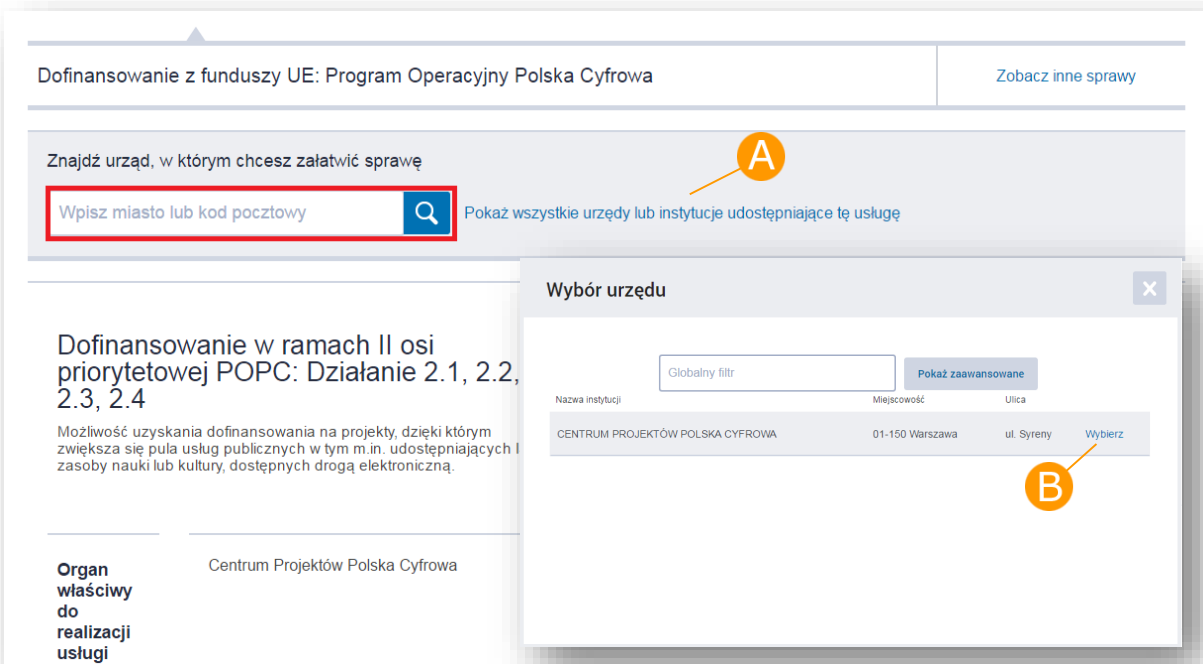 Dofinansowanie z funduszy UE: Program Operacyjny Polska Cyfrowa
Zobacz inne sprawy
Znajdź urząd, w którym chcesz załatwić sprawę
A
Wpisz miasto lub kod pocztowy
Pokaż wszystkie urzędy lub instytucje udostępniające tę usługę
Dofinansowanie w ramach II osi
priorytetowej POPC: Działanie 2.1, 2.2,
2.3, 2.4
Możliwość uzyskania dofinansowania na projekty, dzięki którym
zwiększa się pula usług publicznych w tym m.in. udostępniających I
zasoby nauki lub kultury, dostępnych drogą elektroniczną.
Organ
właściwy
do
realizacji
usługi
Centrum Projektów Polska Cyfrowa
Wybór urzędu
X
Globalny filtr
Pokaż zaawansowane
Nazwa instytucji
Miejscowość
Ulica
CENTRUM PROJEKTÓW POLSKA CYFROWA
01-150 Warszawa
ul. Syreny
Wybierz
B